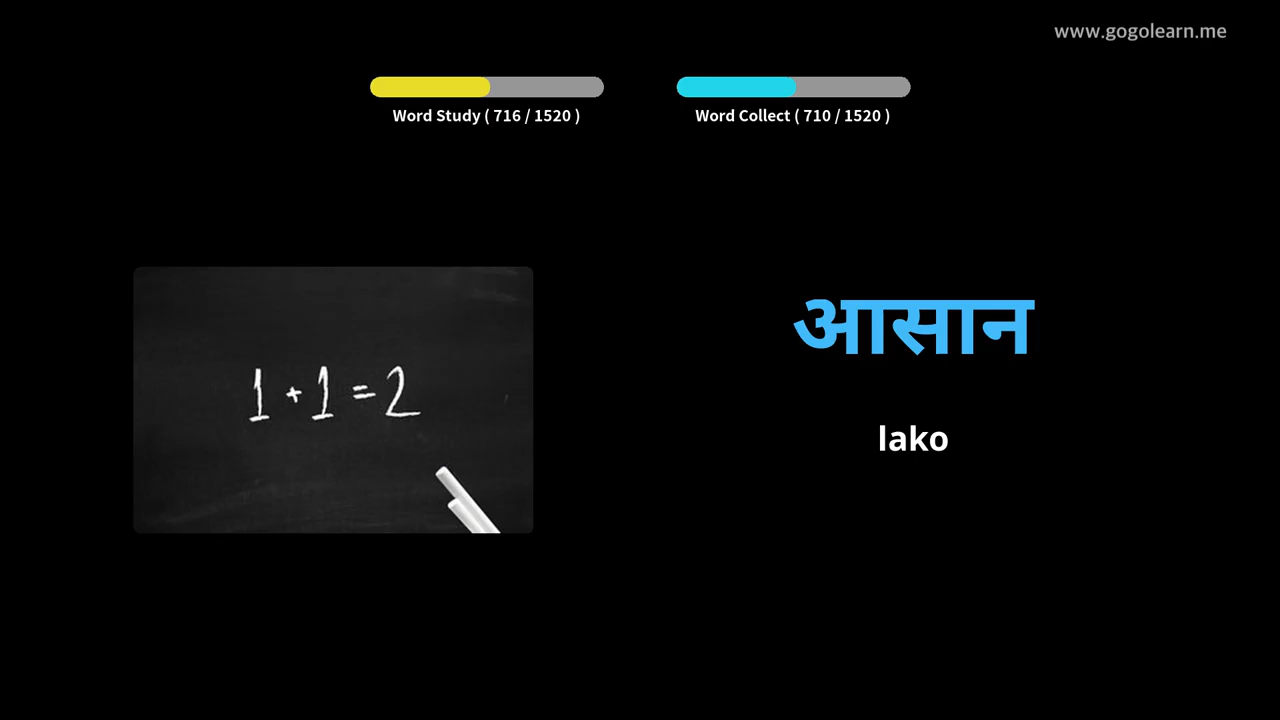 www.gogolearn.me
Word Study ( 716 / 1520 )
Word Collect ( 710 / 1520 )
1 + 1 = 2
आसान
lako